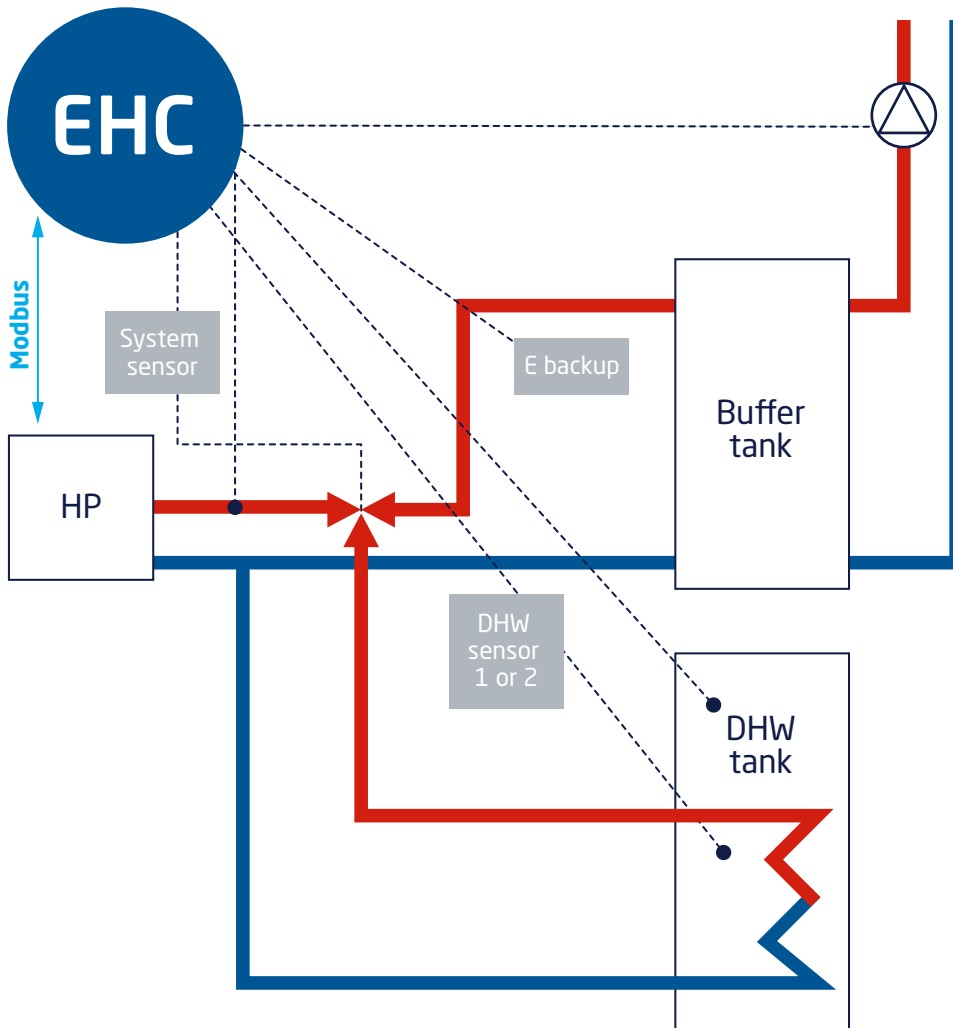 EHC
Modbus
System
sensor
E backup
Buffer
tank
HP
DHW
sensor
1 or 2
DHW
tank